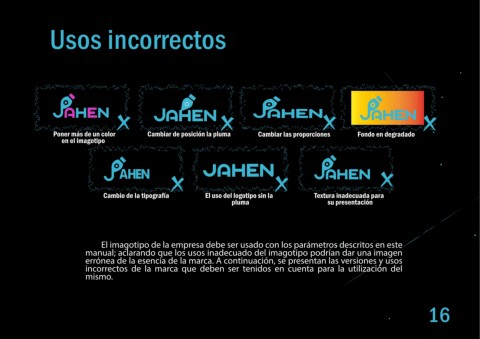 Usos incorrectos
JAHEN
JAHEN
JAHEN
JAHEN
Poner más de un color
en el imagotipo
Cambiar de posición la pluma
Cambiar las proporciones
Fondo en degradado
JAHEN
JAHEN
JAHEN
Cambio de la tipografía
El uso del logotipo sin la
pluma
Textura inadecuada para
su presentación
El imagotipo de la empresa debe ser usado con los parámetros descritos en este
manual; aclarando que los usos inadecuado del imagotipo podrían dar una imagen
errónea de la esencia de la marca. A continuación, se presentan las versiones y usos
incorrectos de la marca que deben ser tenidos en cuenta para la utilización del
mismo.
16